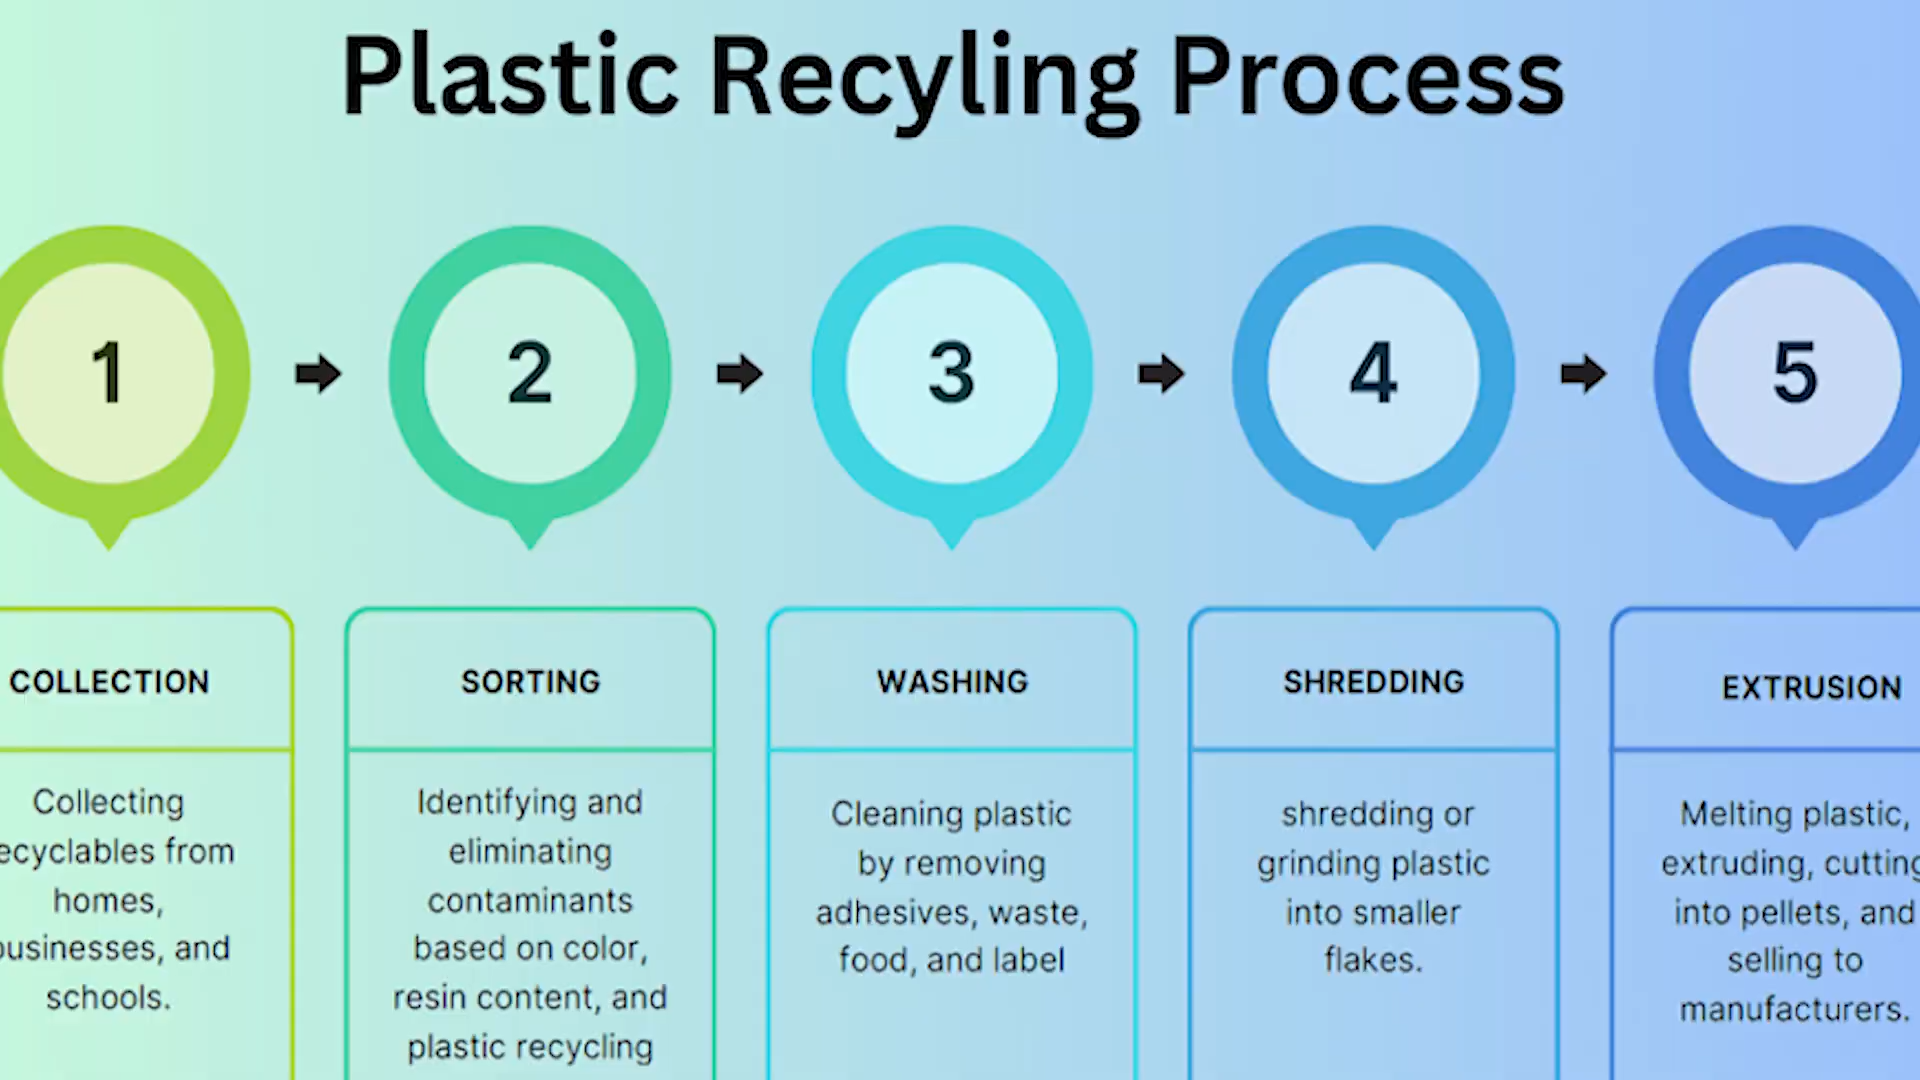 Plastic Recyling Process
1
2
3
4
5
COLLECTION
Collecting
ecyclables from
homes,
businesses, and
schools.
SORTING
Identifying and
eliminating
contaminants
based on color,
resin content, and
plastic recycling
WASHING
Cleaning plastic
by removing
adhesives, waste,
food, and label
SHREDDING
shredding or
grinding plastic
into smaller
flakes.
EXTRUSION
Melting plastic,
extruding, cutting
into pellets, and
selling to
manufacturers.